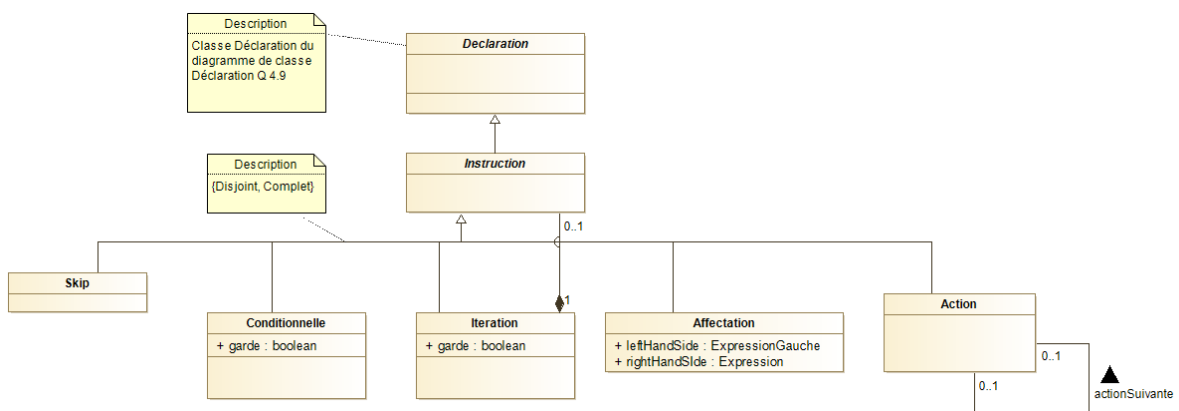 Description
Classe Déclaration du
diagramme de classe
Déclaration Q 4.9
Declaration
Description
{Disjoint, Complet}
Instruction
0..1
Skip
Conditionnelle
+ garde : boolean
1
Iteration
+ garde : boolean
Affectation
+ leftHandSide : ExpressionGauche
+ rightHandSIde : Expression
Action
0..1
0..1
actionSuivante